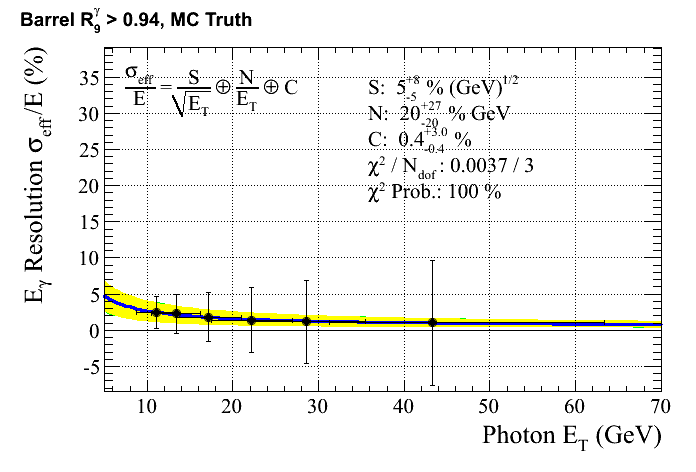 Barrel R₉^γ > 0.94, MC Truth
E_γ Resolution σ_eff/E (%)
σ_eff/E = S/√E_T ⊕ N/E_T ⊕ C
S: 5 +8 -5 % (GeV)^1/2
N: 20 +27 -20 % GeV
C: 0.4 +3.0 -0.4 %
χ² / N_dof : 0.0037 / 3
χ² Prob.: 100 %
35
30
25
20
15
10
5
0
-5
10 20 30 40 50 60 70
Photon E_T (GeV)